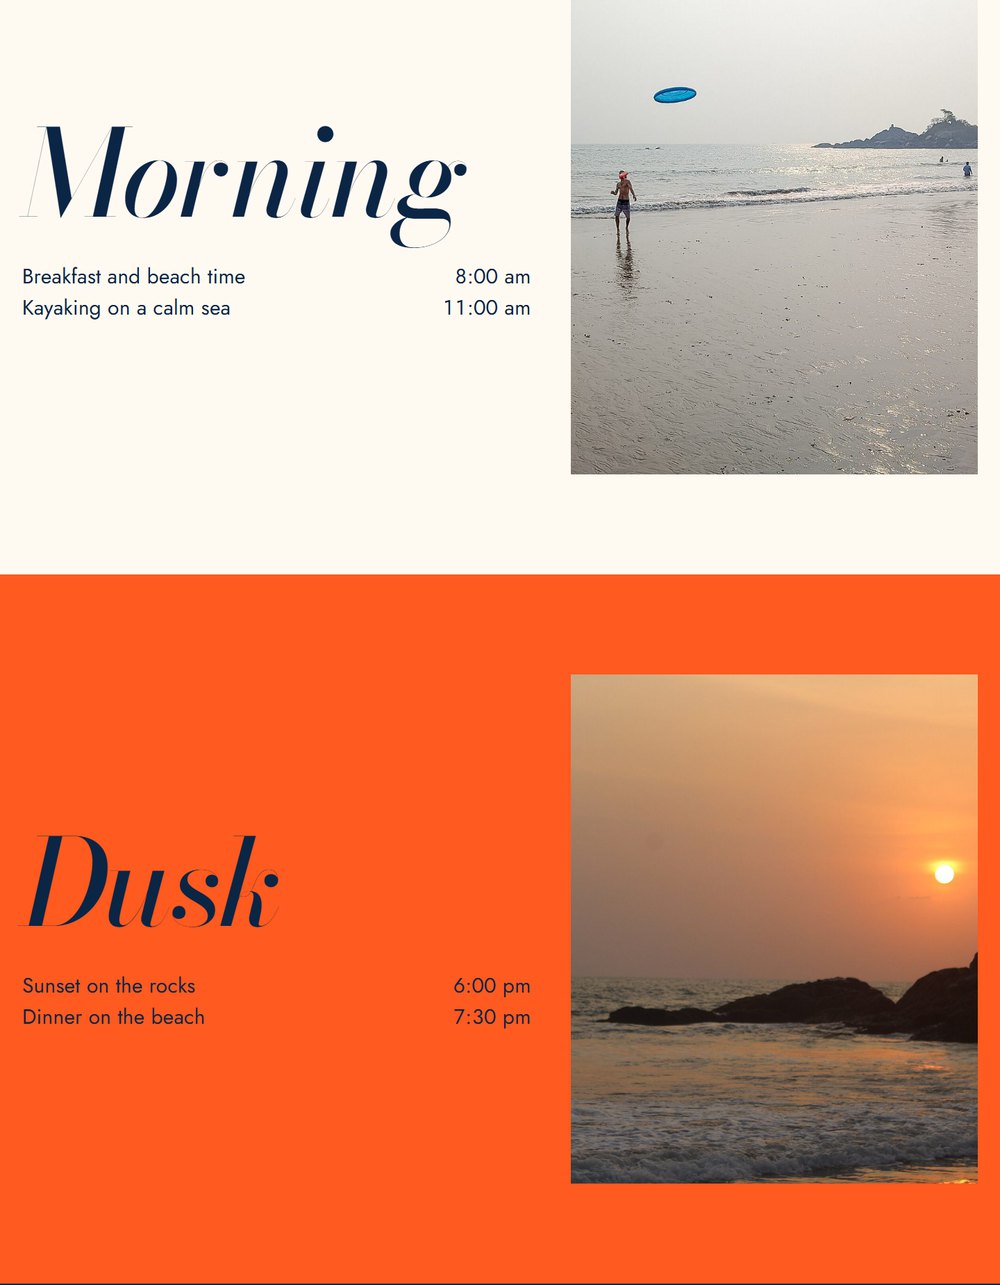 Morning
Breakfast and beach time 8:00 am
Kayaking on a calm sea 11:00 am
Dusk
Sunset on the rocks 6:00 pm
Dinner on the beach 7:30 pm